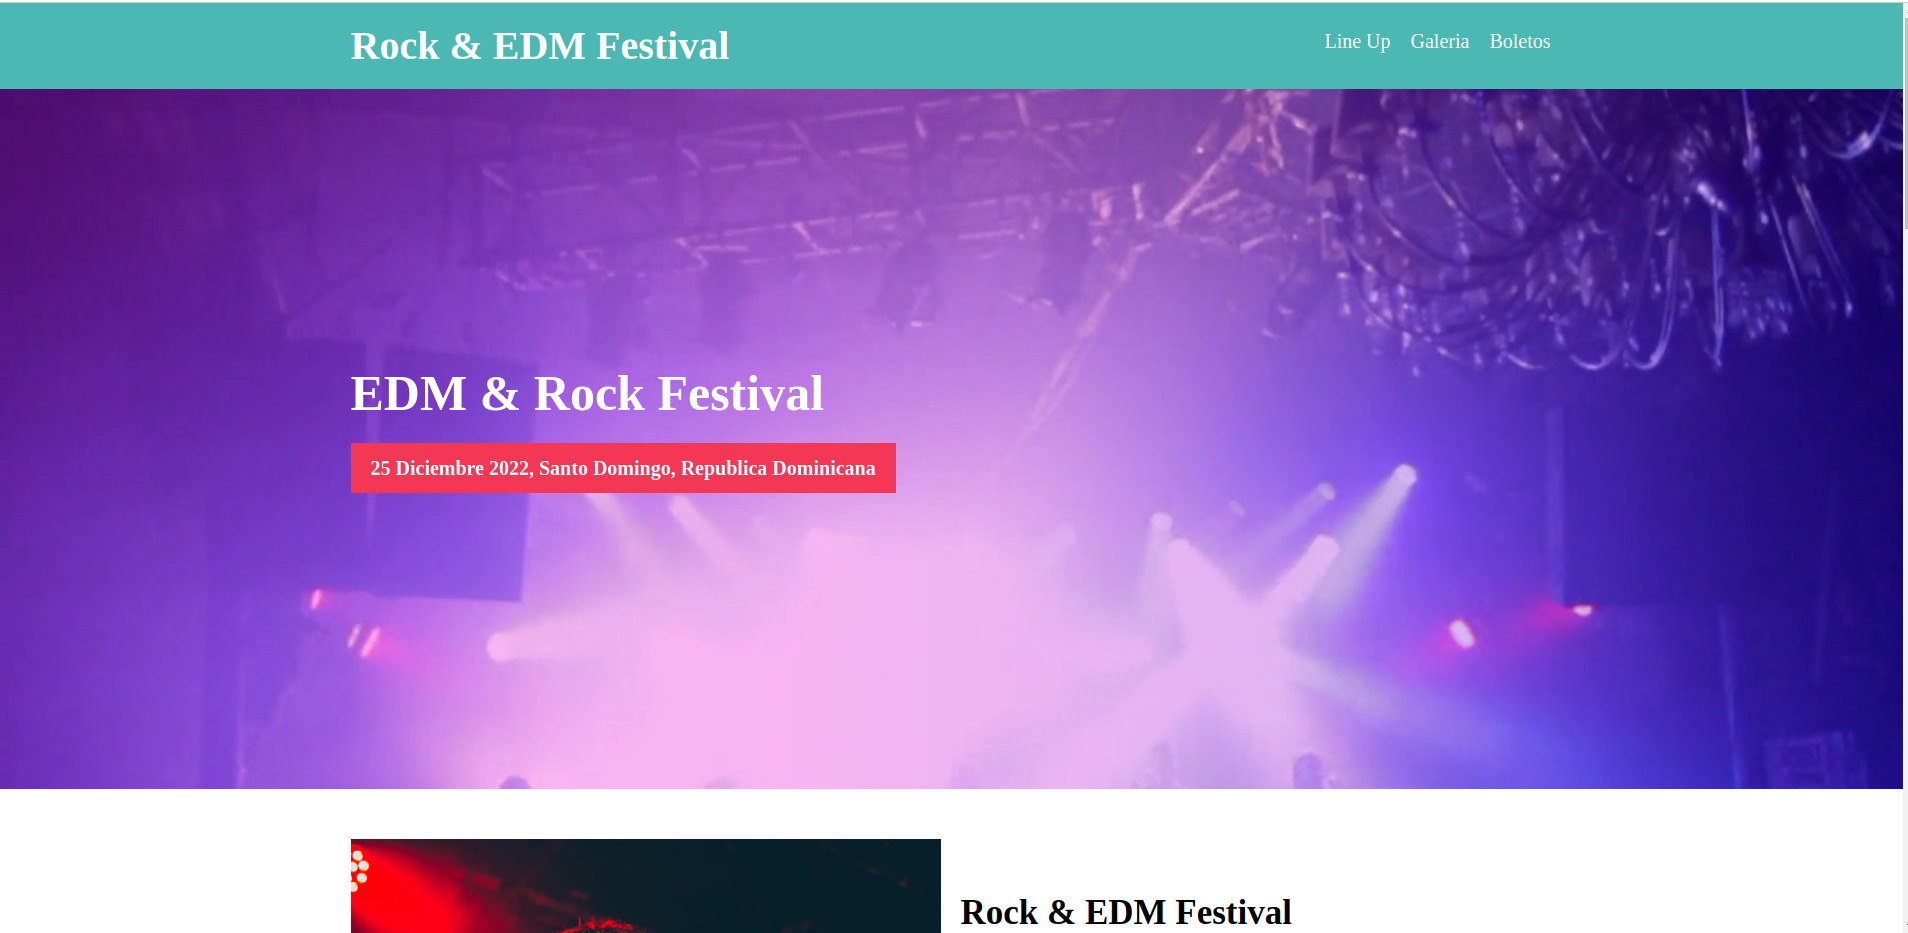 Rock & EDM Festival
Line Up Galeria Boletos
EDM & Rock Festival
25 Diciembre 2022, Santo Domingo, Republica Dominicana
Rock & EDM Festival